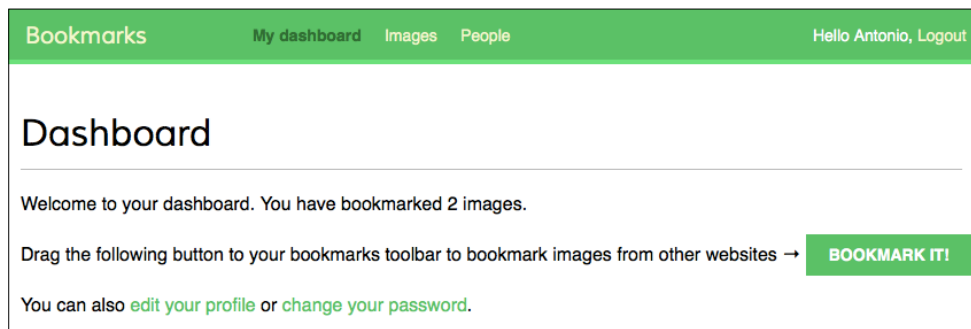 Bookmarks My dashboard Images People Hello Antonio, Logout
Dashboard
Welcome to your dashboard. You have bookmarked 2 images.
Drag the following button to your bookmarks toolbar to bookmark images from other websites → BOOKMARK IT!
You can also edit your profile or change your password.